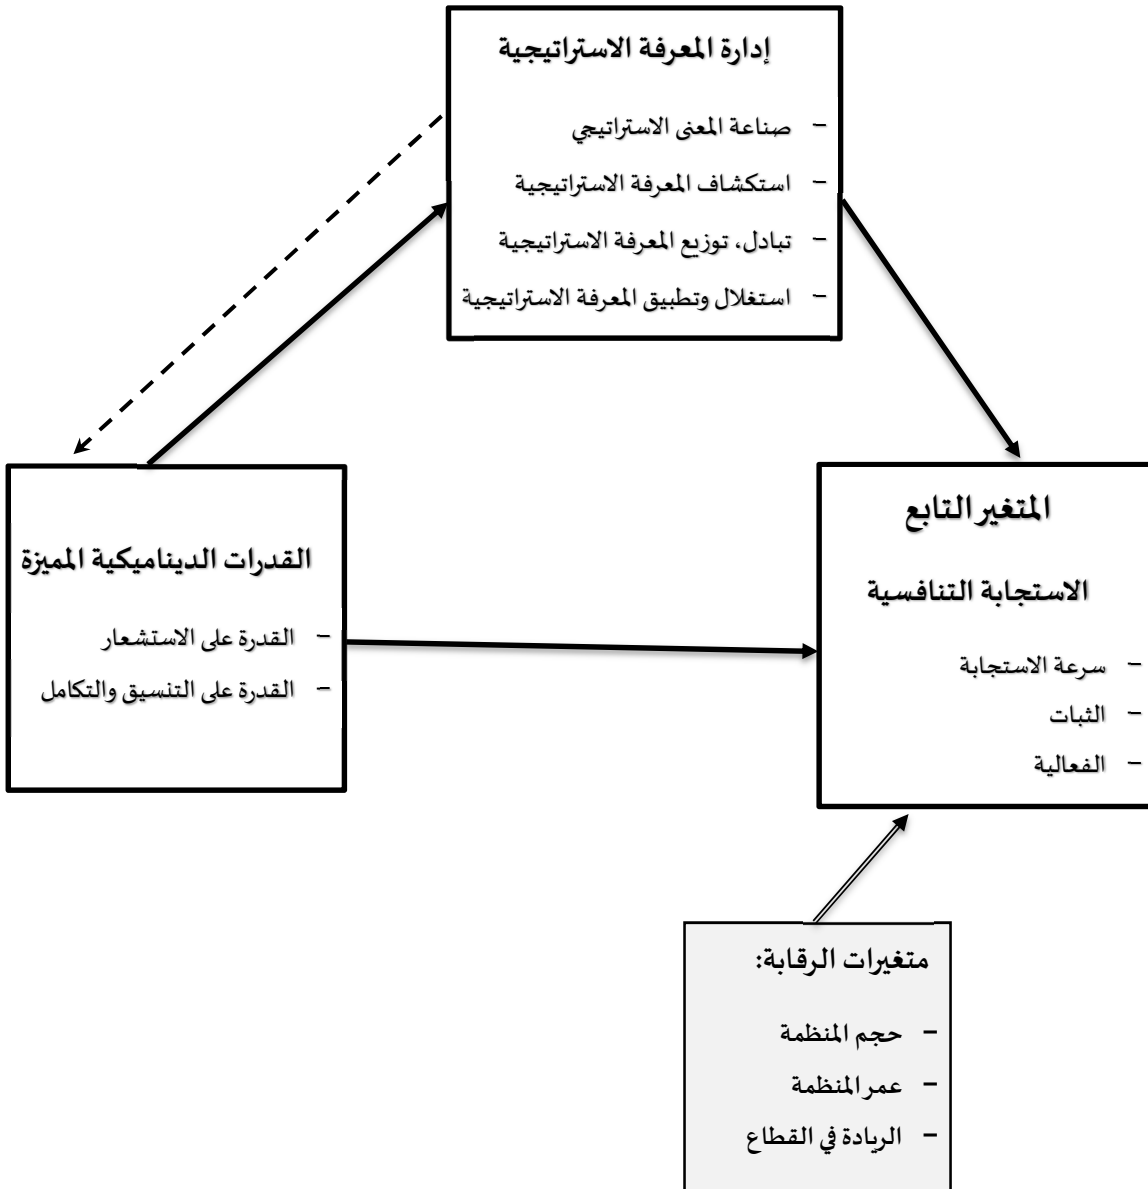 إدارة المعرفة الاستراتيجية
- صناعة المعنى الاستراتيجي
- استكشاف المعرفة الاستراتيجية
- تبادل، توزيع المعرفة الاستراتيجية
- استغلال وتطبيق المعرفة الاستراتيجية
القدرات الديناميكية المميزة
- القدرة على الاستشعار
- القدرة على التنسيق والتكامل
المتغير التابع
الاستجابة التنافسية
- سرعة الاستجابة
- الثبات
- الفعالية
متغيرات الرقابة:
- حجم المنظمة
- عمر المنظمة
- الريادة في القطاع